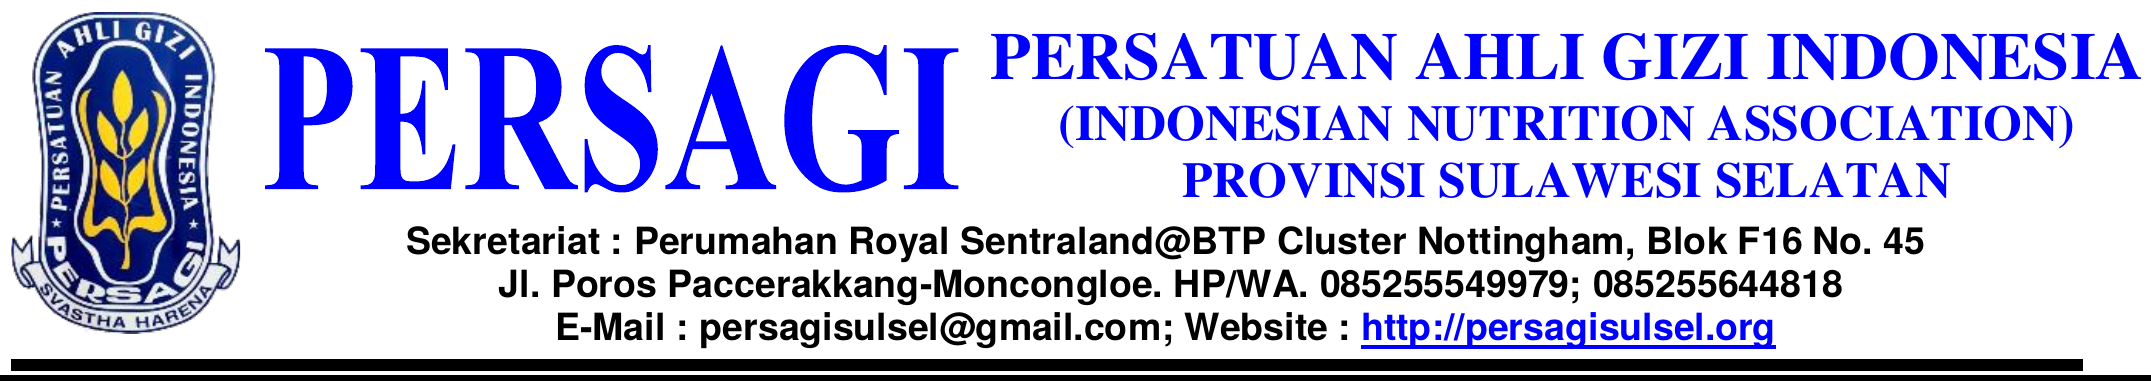 PERSATUAN AHLI GIZI INDONESIA
PERSAGI
SVASTHA HARENA
PERSAGI
PERSATUAN AHLI GIZI INDONESIA
(INDONESIAN NUTRITION ASSOCIATION)
PROVINSI SULAWESI SELATAN
Sekretariat : Perumahan Royal Sentraland@BTP Cluster Nottingham, Blok F16 No. 45
Jl. Poros Paccerakkang-Moncongloe. HP/WA. 085255549979; 085255644818
E-Mail : persagisulsel@gmail.com; Website : http://persagisulsel.org